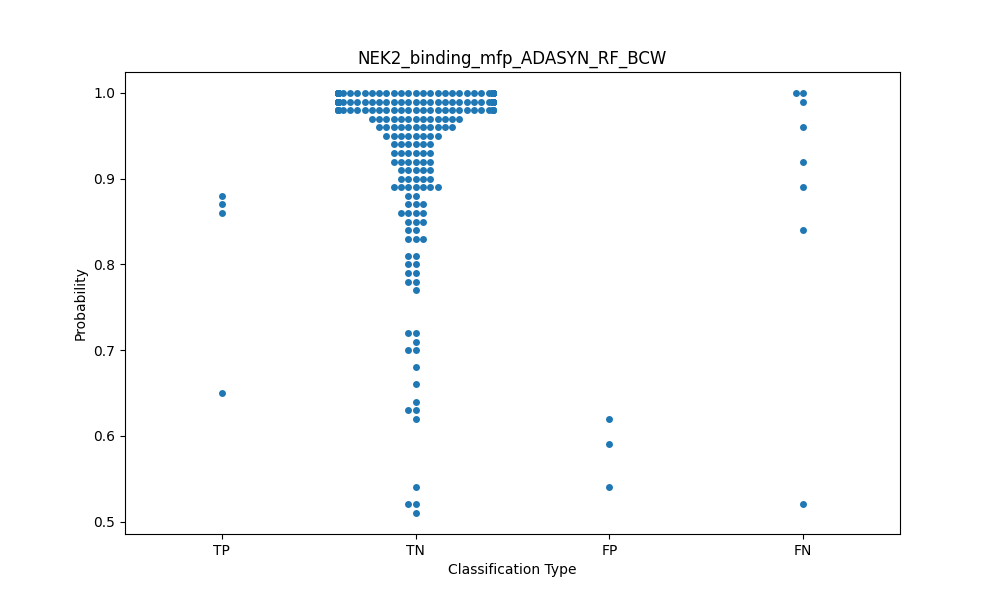 NEK2_binding_mfp_ADASYN_RF_BCW
1.0
0.9
0.8
0.7
0.6
0.5
Probability
TP TN FP FN
Classification Type